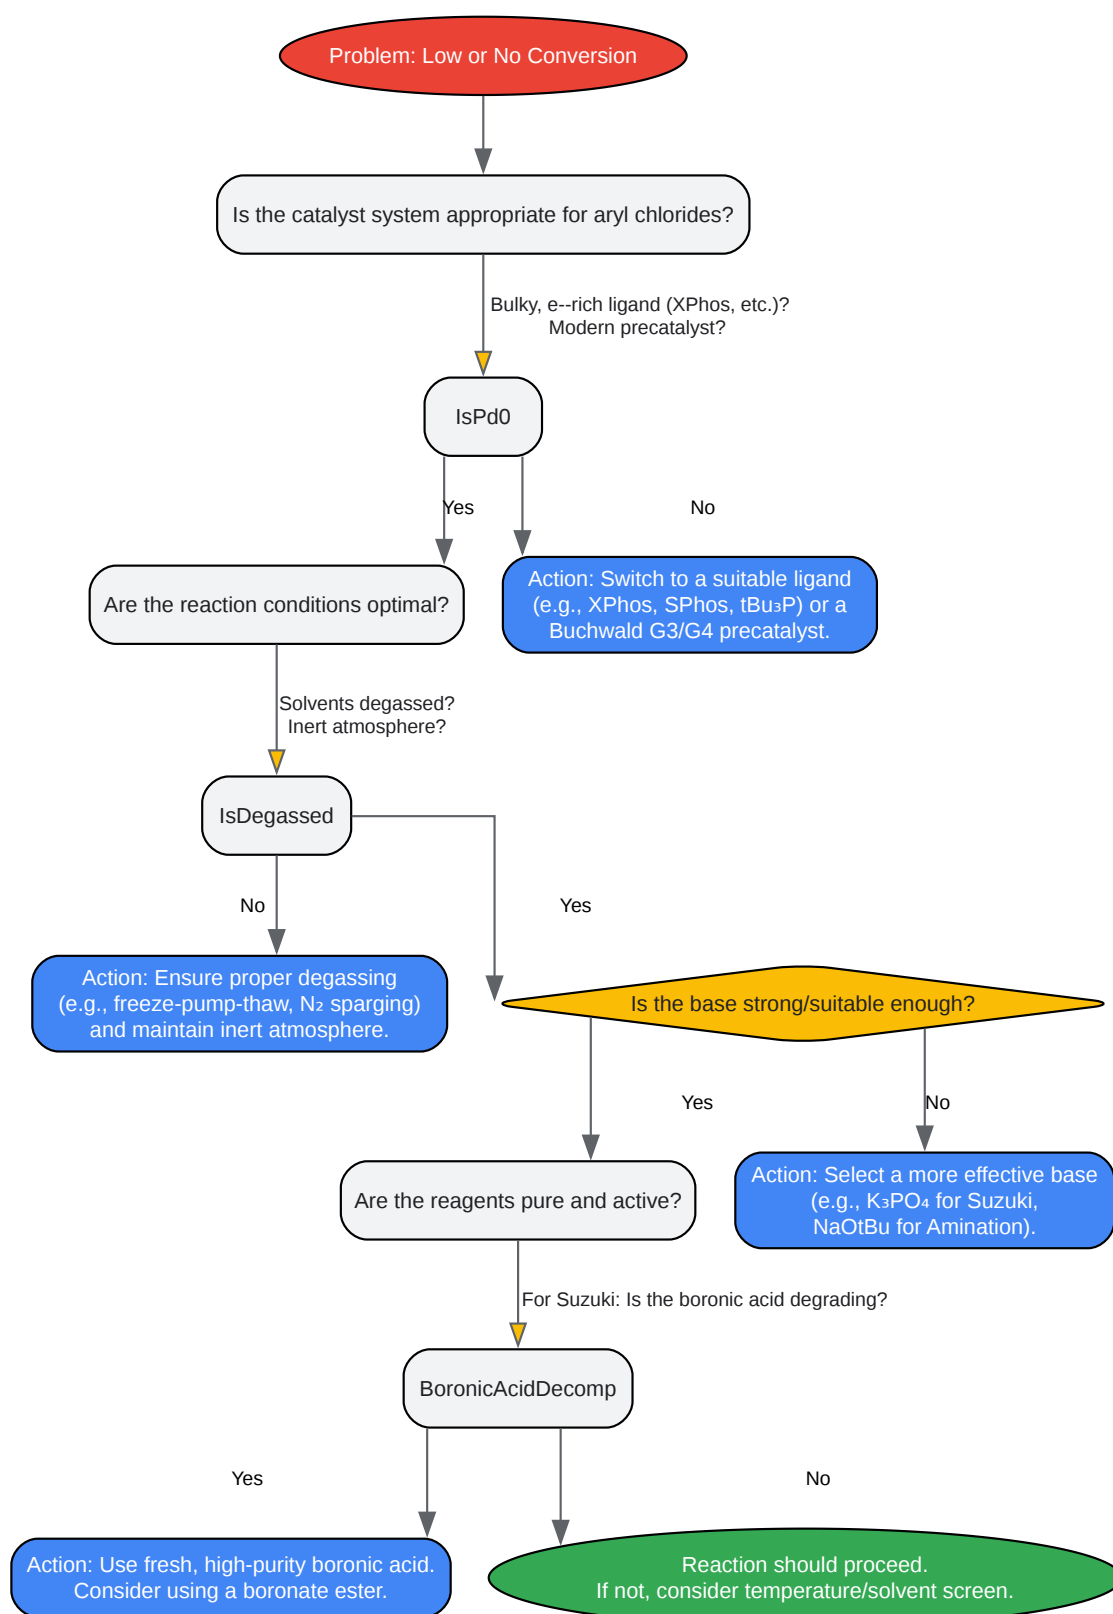 Problem: Low or No Conversion
Is the catalyst system appropriate for aryl chlorides?
Bulky, e--rich ligand (XPhos, etc.)?
Modern precatalyst?
IsPd0
Yes
No
Are the reaction conditions optimal?
Action: Switch to a suitable ligand
(e.g., XPhos, SPhos, tBu₃P) or a
Buchwald G3/G4 precatalyst.
Solvents degassed?
Inert atmosphere?
IsDegassed
No
Yes
Action: Ensure proper degassing
(e.g., freeze-pump-thaw, N₂ sparging)
and maintain inert atmosphere.
Is the base strong/suitable enough?
Yes
No
Are the reagents pure and active?
Action: Select a more effective base
(e.g., K₃PO₄ for Suzuki,
NaOtBu for Amination).
For Suzuki: Is the boronic acid degrading?
BoronicAcidDecomp
Yes
No
Action: Use fresh, high-purity boronic acid.
Consider using a boronate ester.
Reaction should proceed.
If not, consider temperature/solvent screen.